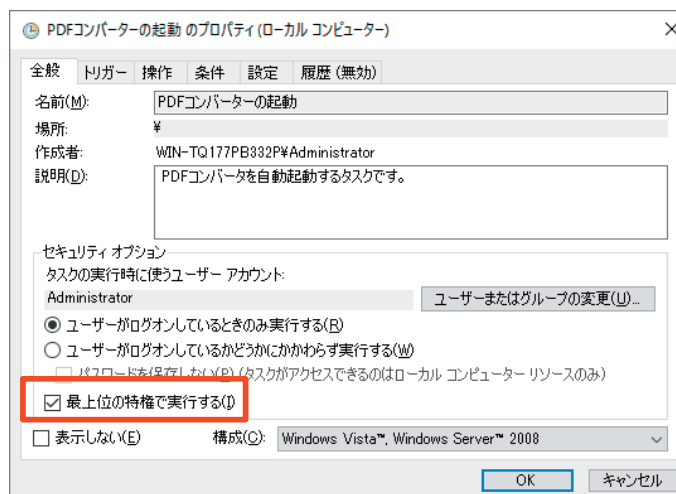 PDFコンバーターの起動 のプロパティ (ローカル コンピューター)
全般 トリガー 操作 条件 設定 履歴 (無効)
名前(M): PDFコンバーターの起動
場所: ¥
作成者: WIN-TQ177PB332P¥Administrator
説明(D): PDFコンバータを自動起動するタスクです。
セキュリティ オプション
タスクの実行時に使うユーザー アカウント:
Administrator ユーザーまたはグループの変更(U)...
ユーザーがログオンしているときのみ実行する(R)
ユーザーがログオンしているかどうかにかかわらず実行する(W)
パスワードを保存しない(P) (タスクがアクセスできるのはローカル コンピューター リソースのみ)
最上位の特権で実行する(I)
表示しない(E) 構成(C): Windows Vista™, Windows Server™ 2008
OK キャンセル